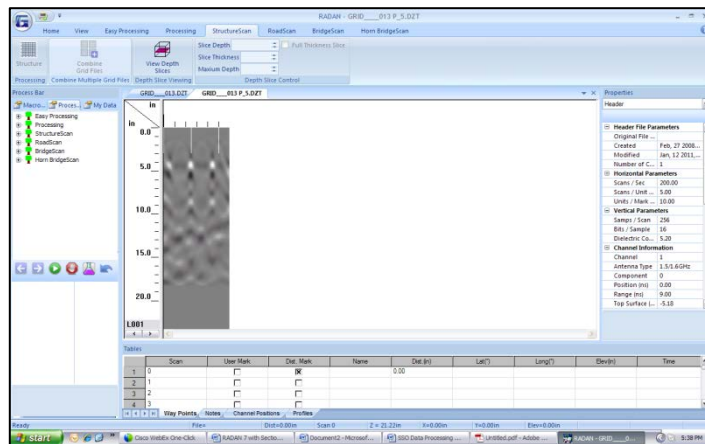 RADAN - GRID____013 P_5.DZT
Home View Easy Processing Processing StructureScan RoadScan BridgeScan Horn BridgeScan
Structure
Combine Grid Files
View Depth Slices
Slice Depth
Slice Thickness
Maxium Depth
Full Thickness Slice
Processing Combine Multiple Grid Files Depth Slice Viewing Depth Slice Control
Process Bar
Macro... Proces... My Data
Easy Processing
Processing
StructureScan
RoadScan
BridgeScan
Horn BridgeScan
GRID____013.DZT GRID____013 P_5.DZT
in
in
0.0
5.0
10.0
15.0
20.0
L001
Properties
Header
Header File Parameters
Original File ...
Created Feb, 27 200...
Modified Jan, 12 2011,...
Number of C... 1
Horizontal Parameters
Scans / Sec 200.00
Scans / Unit ... 5.00
Units / Mark ... 10.00
Vertical Parameters
Samps / Scan 256
Bits / Sample 16
Dielectric Co... 5.20
Channel Information
Channel 1
Antenna Type 1.5/1.6GHz
Component 0
Position (ns) 0.00
Range (ns) 9.00
Top Surface (... -5.18
Tables
Scan User Mark Dist. Mark Name Dist.(in) Lat(°) Long(°) Elev(in) Time
1 0 0.00
2 1
3 2
4 3
Way Points Notes Channel Positions Profiles
Ready File= Dist=0.00m Scan 0 Z = 21.22in X=0.00in Y=0.00in Elev=0.00in
start Cisco WebEx One-Click RADAN 7 with Sectio... Document2 - Microsof... SSO Data Processing ... Untitled.pdf - Adobe ... RADAN - GRID____0... 5:38 PM